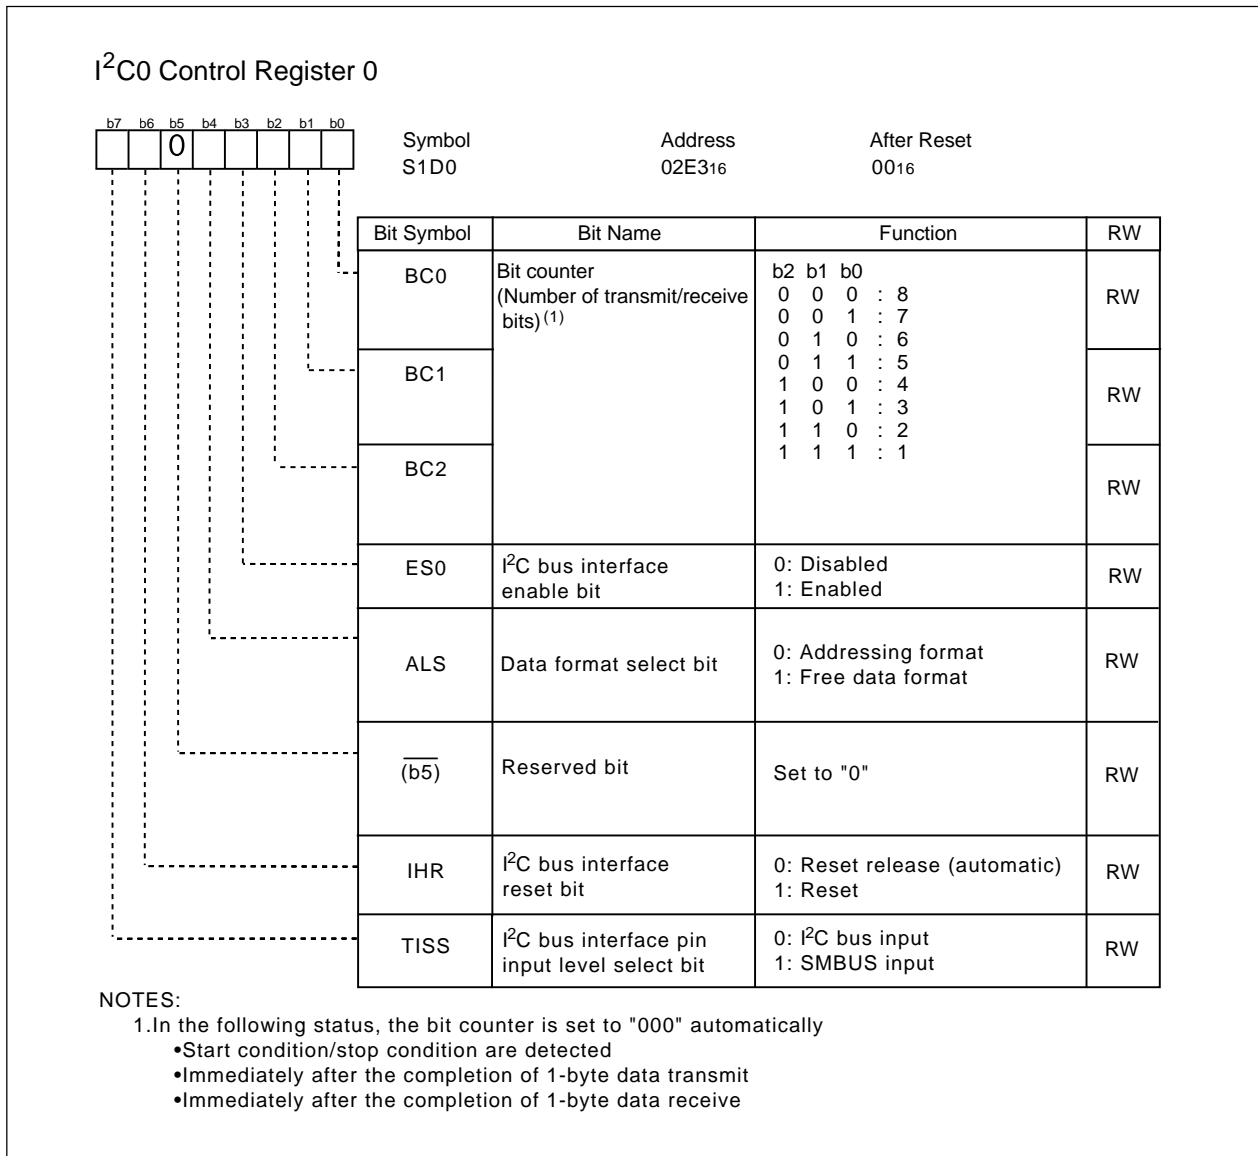 I2C0 Control Register 0
b7 b6 b5 b4 b3 b2 b1 b0
0
Symbol Address After Reset
S1D0 02E316 0016
Bit Symbol Bit Name Function RW
BC0 Bit counter
(Number of transmit/receive
bits)(1)
b2 b1 b0
0 0 0 : 8
0 0 1 : 7
0 1 0 : 6
0 1 1 : 5
1 0 0 : 4
1 0 1 : 3
1 1 0 : 2
1 1 1 : 1
RW
BC1 RW
BC2 RW
ES0 I2C bus interface
enable bit
0: Disabled
1: Enabled
RW
ALS Data format select bit
0: Addressing format
1: Free data format
RW
(b5) Reserved bit Set to "0" RW
IHR I2C bus interface
reset bit
0: Reset release (automatic)
1: Reset
RW
TISS I2C bus interface pin
input level select bit
0: I2C bus input
1: SMBUS input
RW
NOTES:
1.In the following status, the bit counter is set to "000" automatically
•Start condition/stop condition are detected
•Immediately after the completion of 1-byte data transmit
•Immediately after the completion of 1-byte data receive